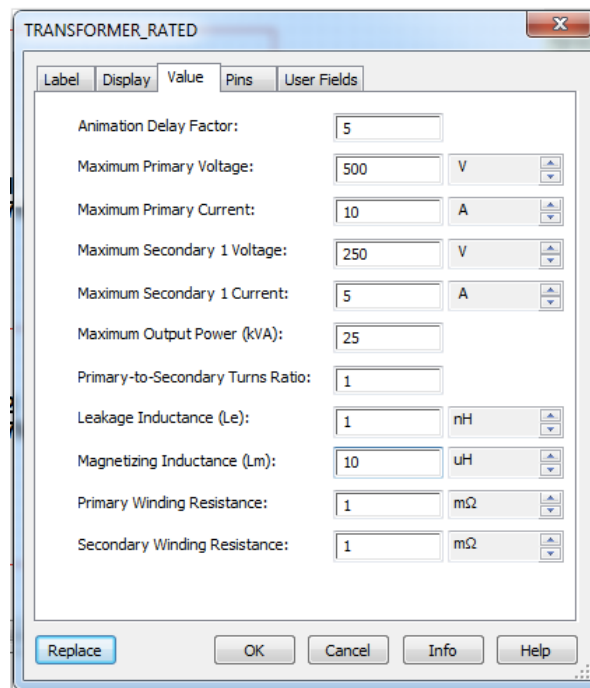 TRANSFORMER_RATED
Label Display Value Pins User Fields
Animation Delay Factor: 5
Maximum Primary Voltage: 500 V
Maximum Primary Current: 10 A
Maximum Secondary 1 Voltage: 250 V
Maximum Secondary 1 Current: 5 A
Maximum Output Power (kVA): 25
Primary-to-Secondary Turns Ratio: 1
Leakage Inductance (Le): 1 nH
Magnetizing Inductance (Lm): 10 uH
Primary Winding Resistance: 1 mΩ
Secondary Winding Resistance: 1 mΩ
Replace OK Cancel Info Help